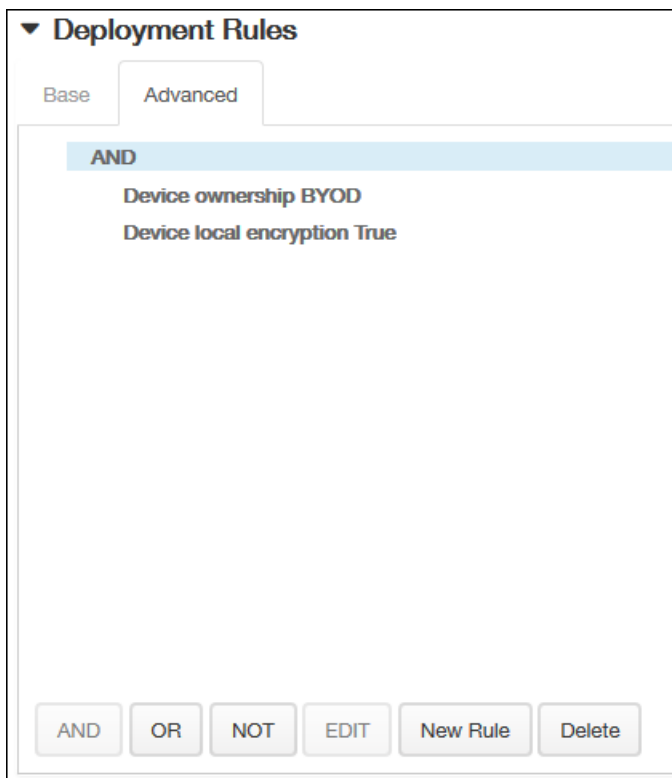 Deployment Rules
Base Advanced
AND
Device ownership BYOD
Device local encryption True
AND OR NOT EDIT New Rule Delete